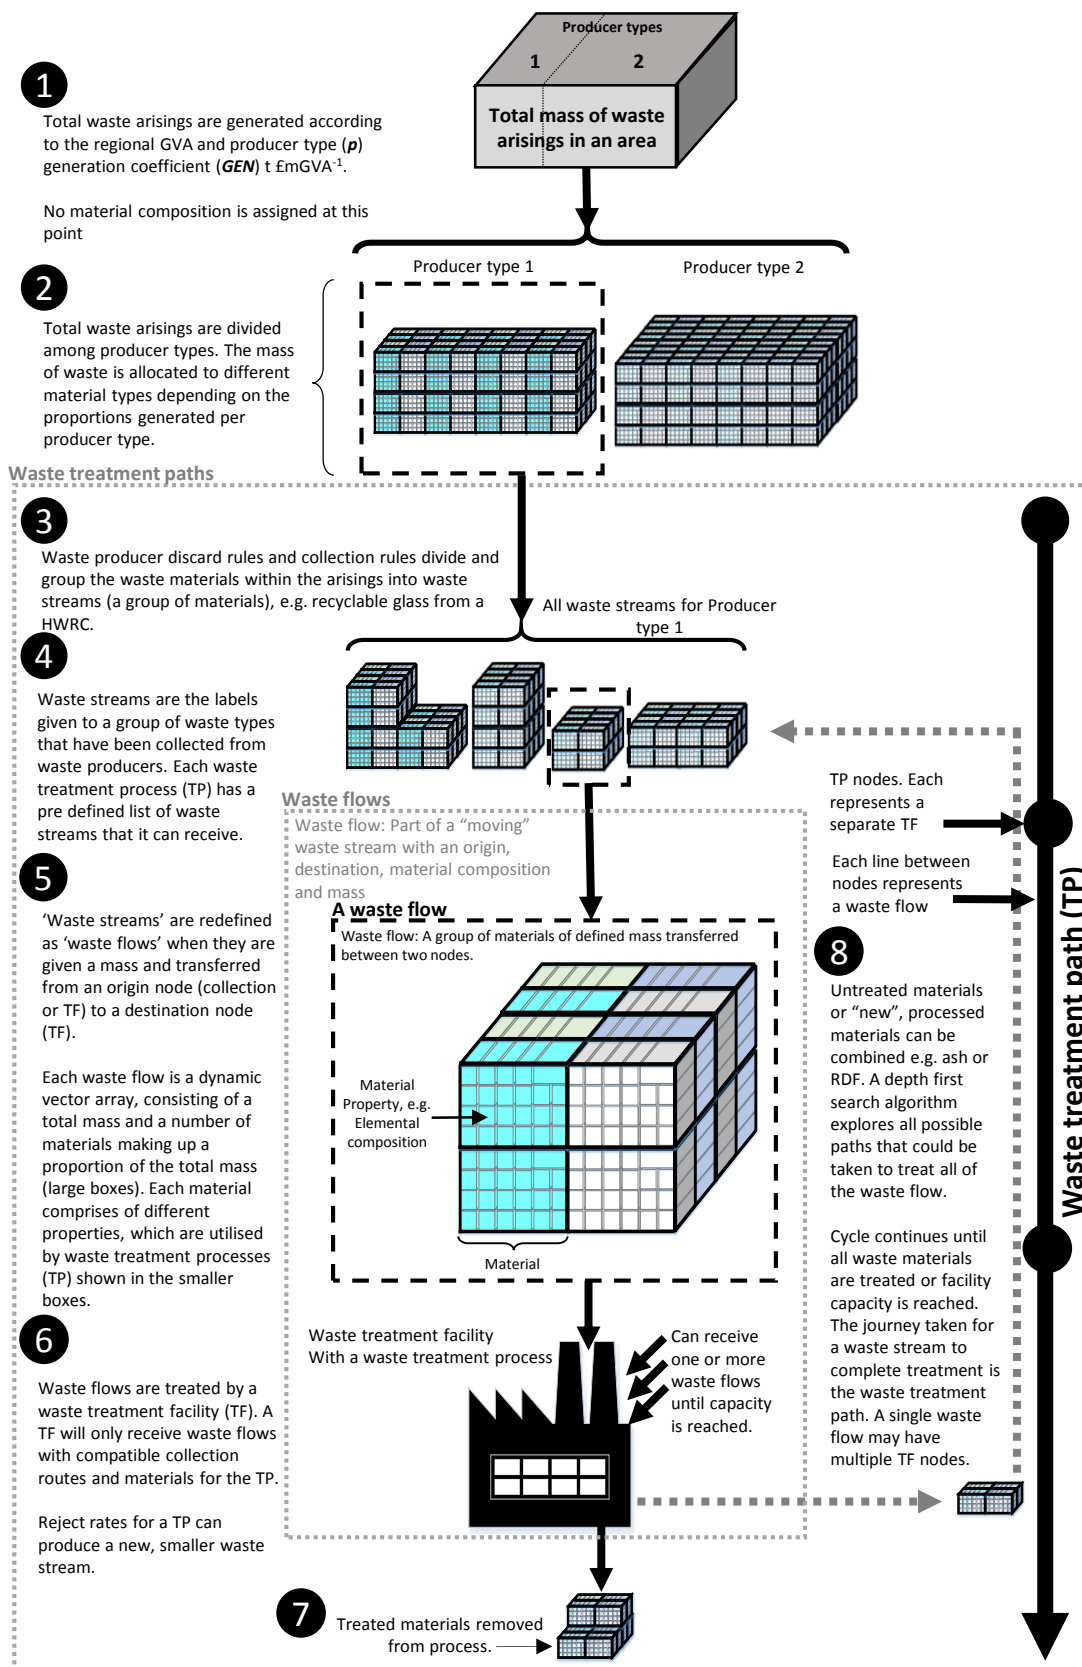 Producer types
1
2
Total mass of waste
arisings in an area
1
Total waste arisings are generated according
to the regional GVA and producer type (p)
generation coefficient (GEN) t £mGVA-1.
No material composition is assigned at this
point
Producer type 1
Producer type 2
2
Total waste arisings are divided
among producer types. The mass
of waste is allocated to different
material types depending on the
proportions generated per
producer type.
Waste treatment paths
3
Waste producer discard rules and collection rules divide and
group the waste materials within the arisings into waste
streams (a group of materials), e.g. recyclable glass from a
HWRC.
All waste streams for Producer
type 1
4
Waste streams are the labels
given to a group of waste types
that have been collected from
waste producers. Each waste
treatment process (TP) has a
pre defined list of waste
streams that it can receive.
TP nodes. Each
represents a
separate TF
Each line between
nodes represents
a waste flow
Waste treatment path (TP)
Waste flows
Waste flow: Part of a “moving”
waste stream with an origin,
destination, material composition
and mass
A waste flow
Waste flow: A group of materials of defined mass transferred
between two nodes.
Material
Property, e.g.
Elemental
composition
Material
5
‘Waste streams’ are redefined
as ‘waste flows’ when they are
given a mass and transferred
from an origin node (collection
or TF) to a destination node
(TF).
Each waste flow is a dynamic
vector array, consisting of a
total mass and a number of
materials making up a
proportion of the total mass
(large boxes). Each material
comprises of different
properties, which are utilised
by waste treatment processes
(TP) shown in the smaller
boxes.
6
Waste flows are treated by a
waste treatment facility (TF). A
TF will only receive waste flows
with compatible collection
routes and materials for the TP.
Reject rates for a TP can
produce a new, smaller waste
stream.
Waste treatment facility
With a waste treatment process
Can receive
one or more
waste flows
until capacity
is reached.
7
Treated materials removed
from process.
8
Untreated materials
or “new”, processed
materials can be
combined e.g. ash or
RDF. A depth first
search algorithm
explores all possible
paths that could be
taken to treat all of
the waste flow.
Cycle continues until
all waste materials
are treated or facility
capacity is reached.
The journey taken for
a waste stream to
complete treatment is
the waste treatment
path. A single waste
flow may have
multiple TF nodes.